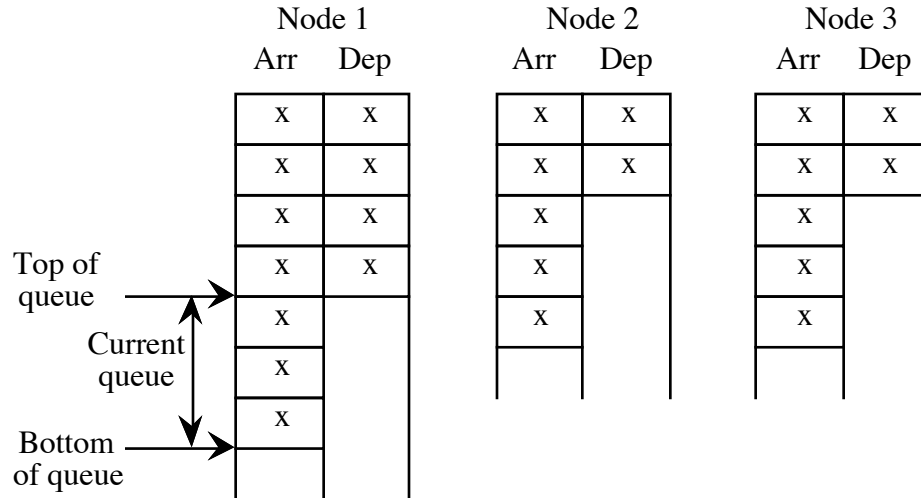 Node 1 Node 2 Node 3
Arr Dep Arr Dep Arr Dep
x x x x x x
x x x x x x
x x x x
x x x x
Top of
queue
x x x
Current
queue
x
x
Bottom
of queue